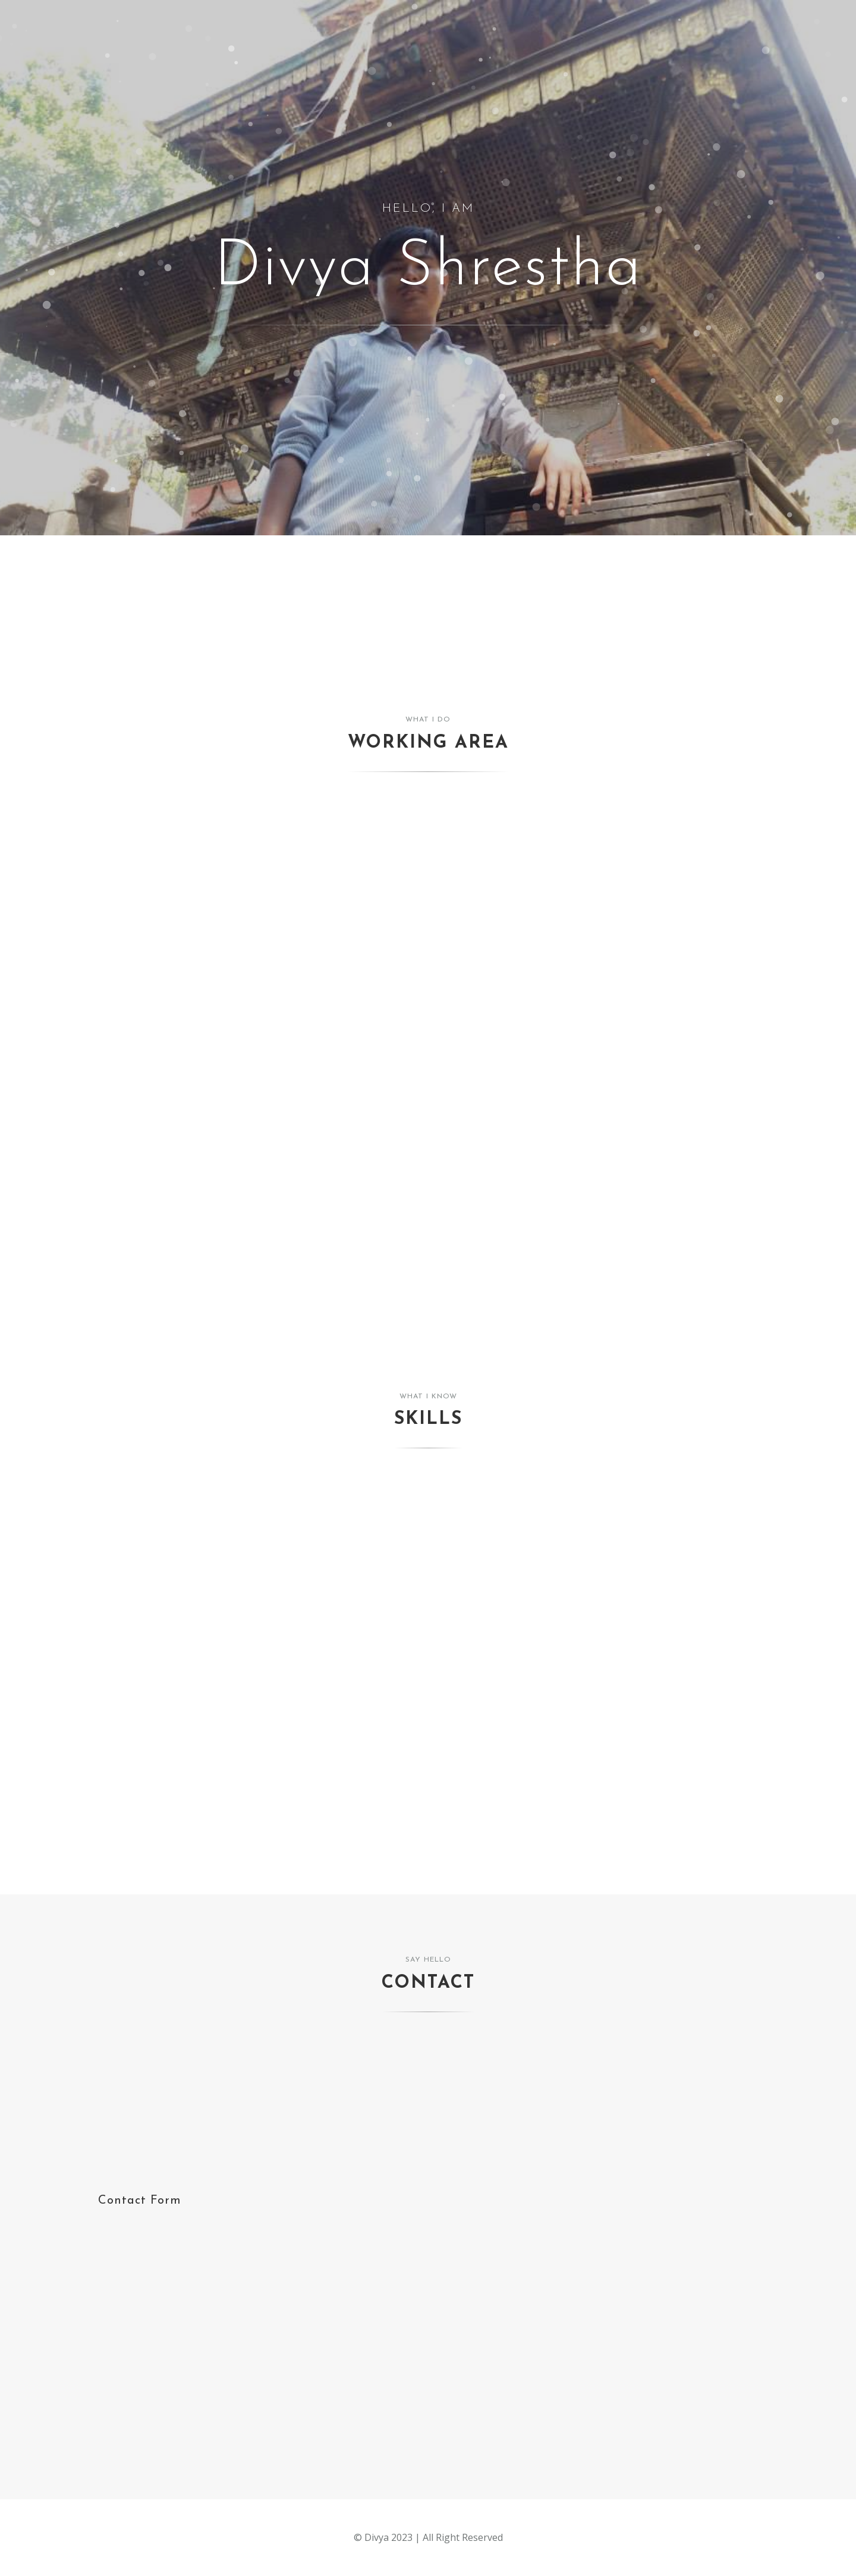 HELLO, I AM
Divya Shrestha
WHAT I DO
WORKING AREA
WHAT I KNOW
SKILLS
SAY HELLO
CONTACT
Contact Form
© Divya 2023 | All Right Reserved